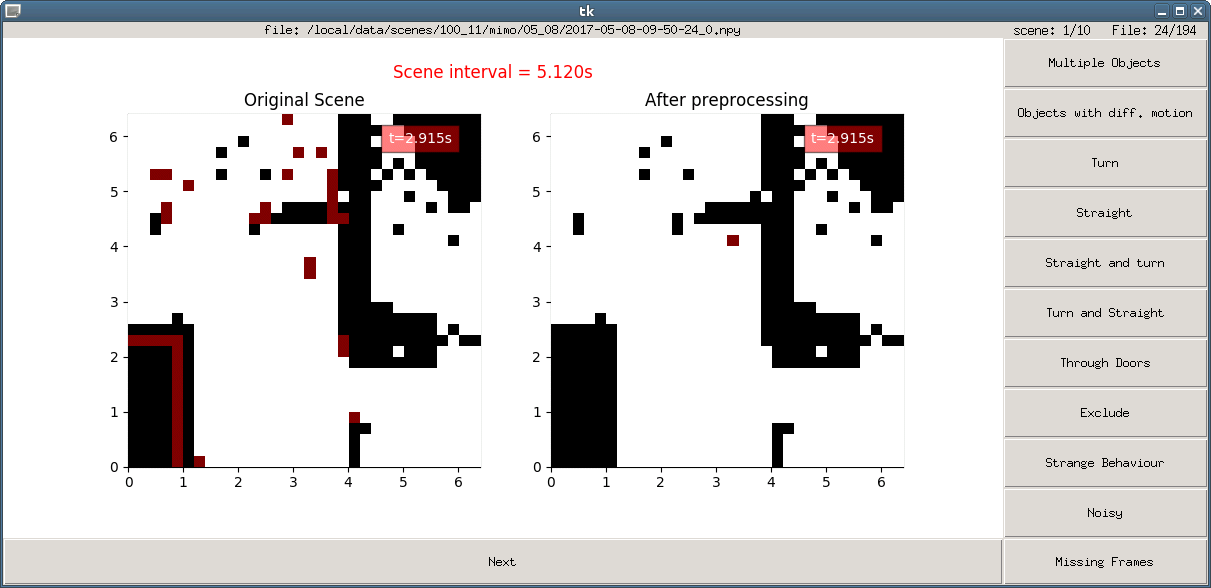 tk
file: /local/data/scenes/100_11/mimo/05_08/2017-05-08-09-50-24_0.npy
scene: 1/10 File: 24/194
Scene interval = 5.120s
Original Scene
After preprocessing
t=2.915s
t=2.915s
6
5
4
3
2
1
0
0 1 2 3 4 5 6
6
5
4
3
2
1
0
0 1 2 3 4 5 6
Multiple Objects
Objects with diff. motion
Turn
Straight
Straight and turn
Turn and Straight
Through Doors
Exclude
Strange Behaviour
Noisy
Missing Frames
Next